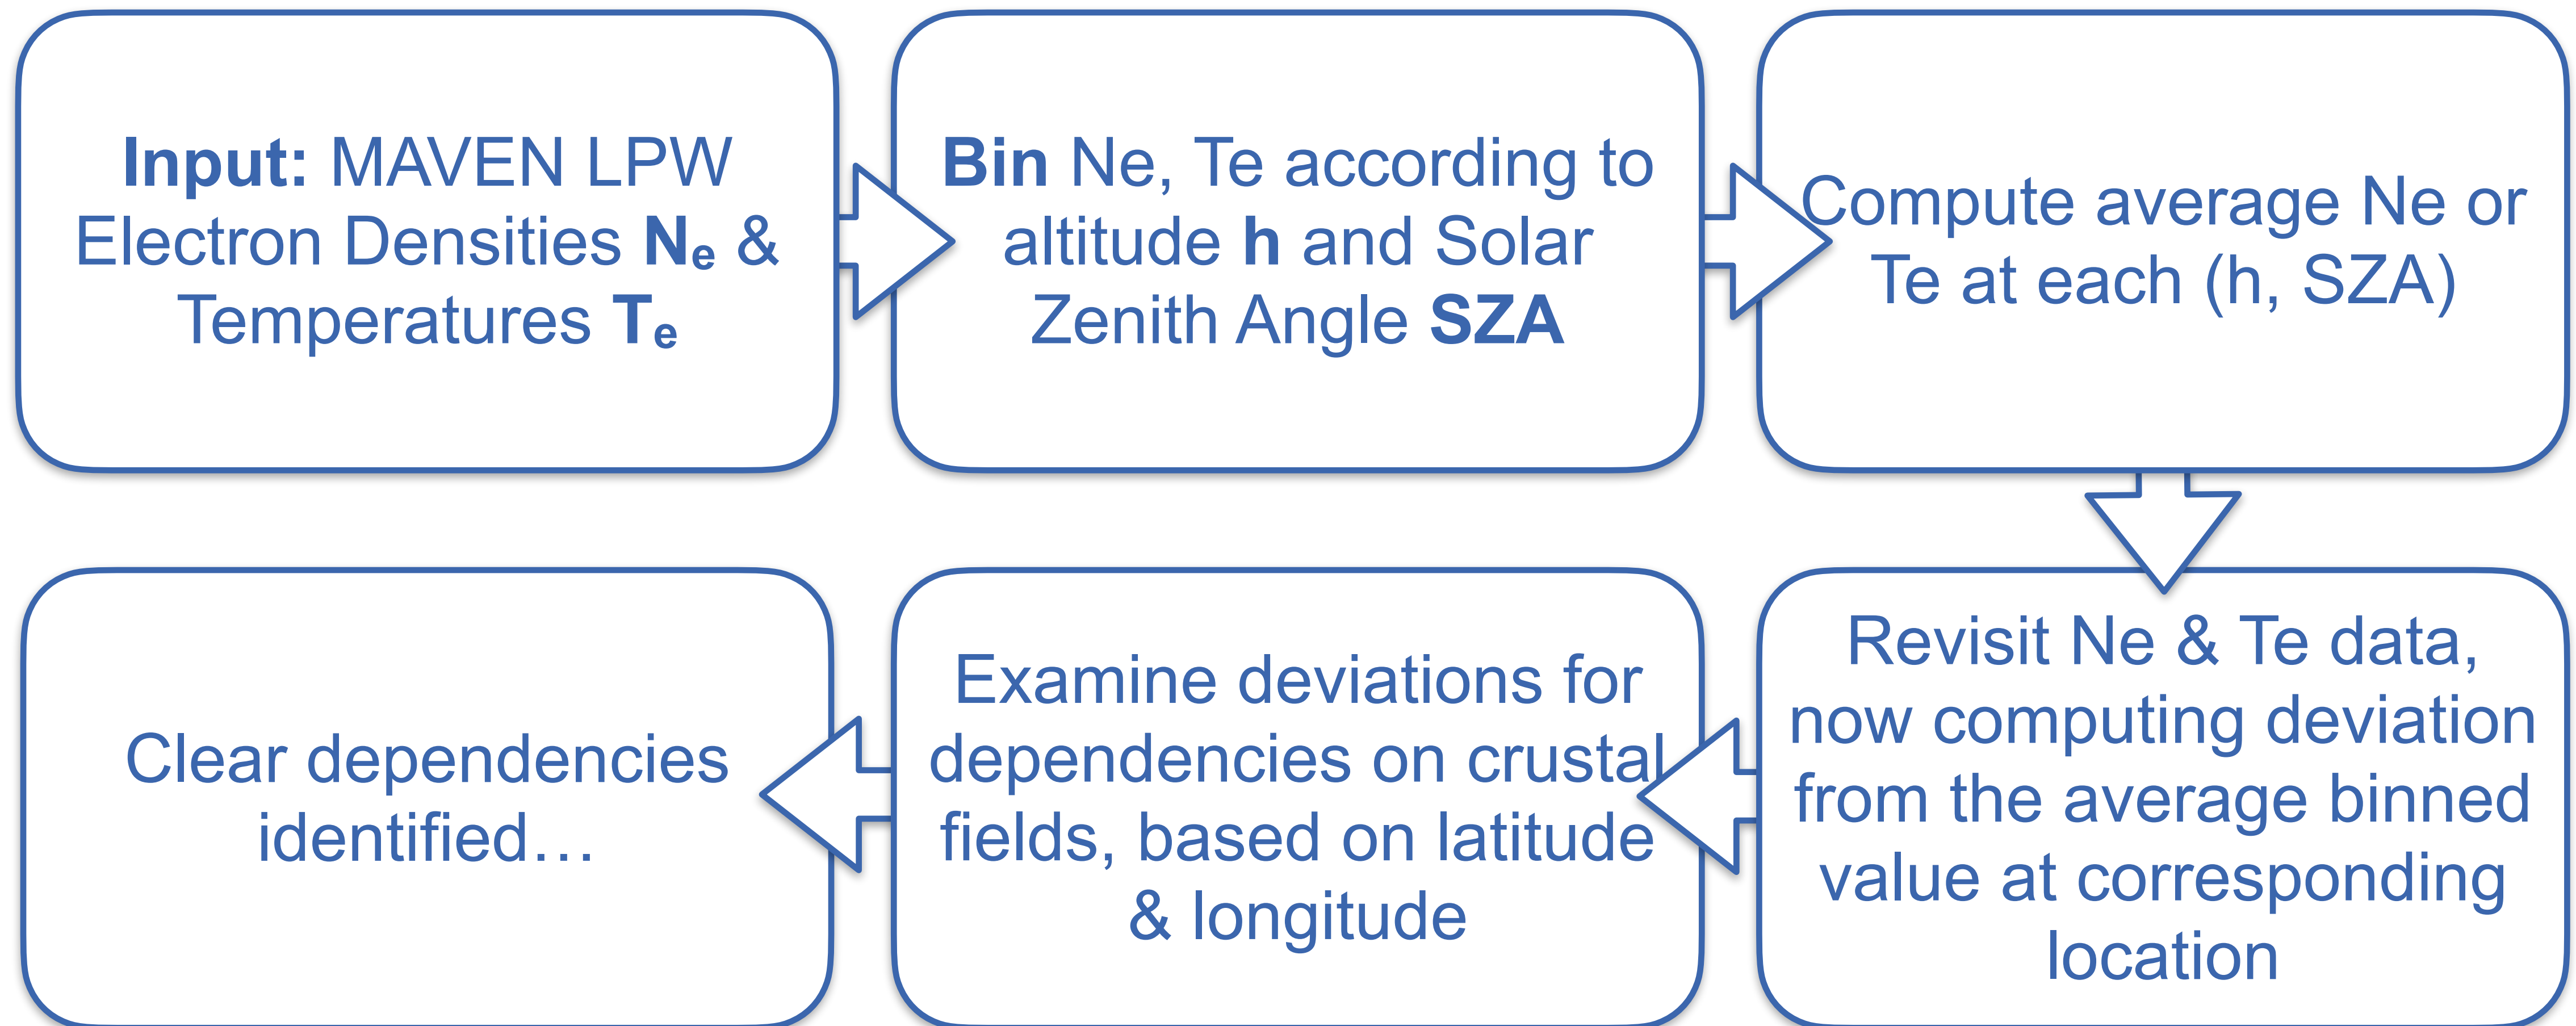 Input: MAVEN LPW
Electron Densities Ne &
Temperatures Te
Bin Ne, Te according to
altitude h and Solar
Zenith Angle SZA
Compute average Ne or
Te at each (h, SZA)
Revisit Ne & Te data,
now computing deviation
from the average binned
value at corresponding
location
Examine deviations for
dependencies on crustal
fields, based on latitude
& longitude
Clear dependencies
identified…